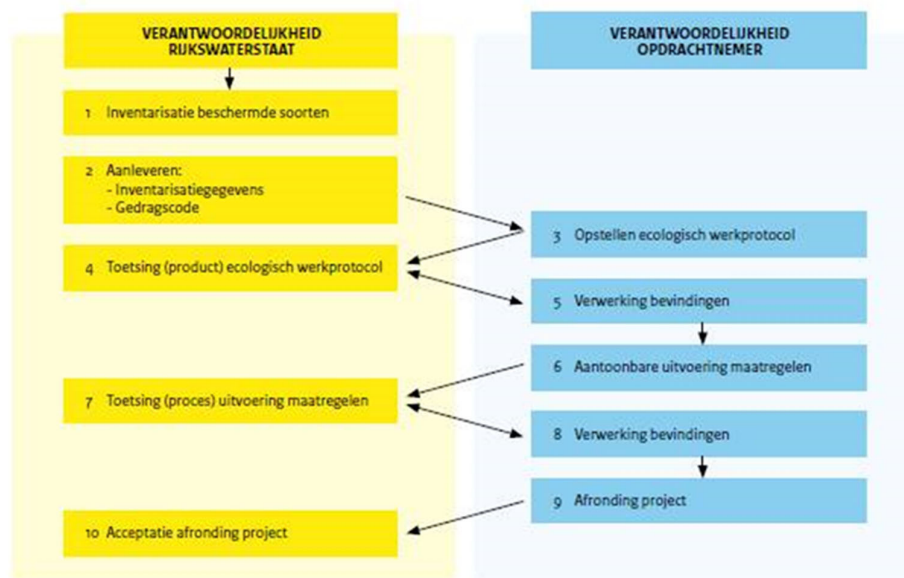 VERANTWOORDELIJKHEID
RIJKSWATERSTAAT
VERANTWOORDELIJKHEID
OPDRACHTNEMER
1 Inventarisatie beschermde soorten
2 Aanleveren:
- Inventarisatiegegevens
- Gedragscode
3 Opstellen ecologisch werkprotocol
4 Toetsing (product) ecologisch werkprotocol
5 Verwerking bevindingen
6 Aantoonbare uitvoering maatregelen
7 Toetsing (proces) uitvoering maatregelen
8 Verwerking bevindingen
9 Afronding project
10 Acceptatie afronding project